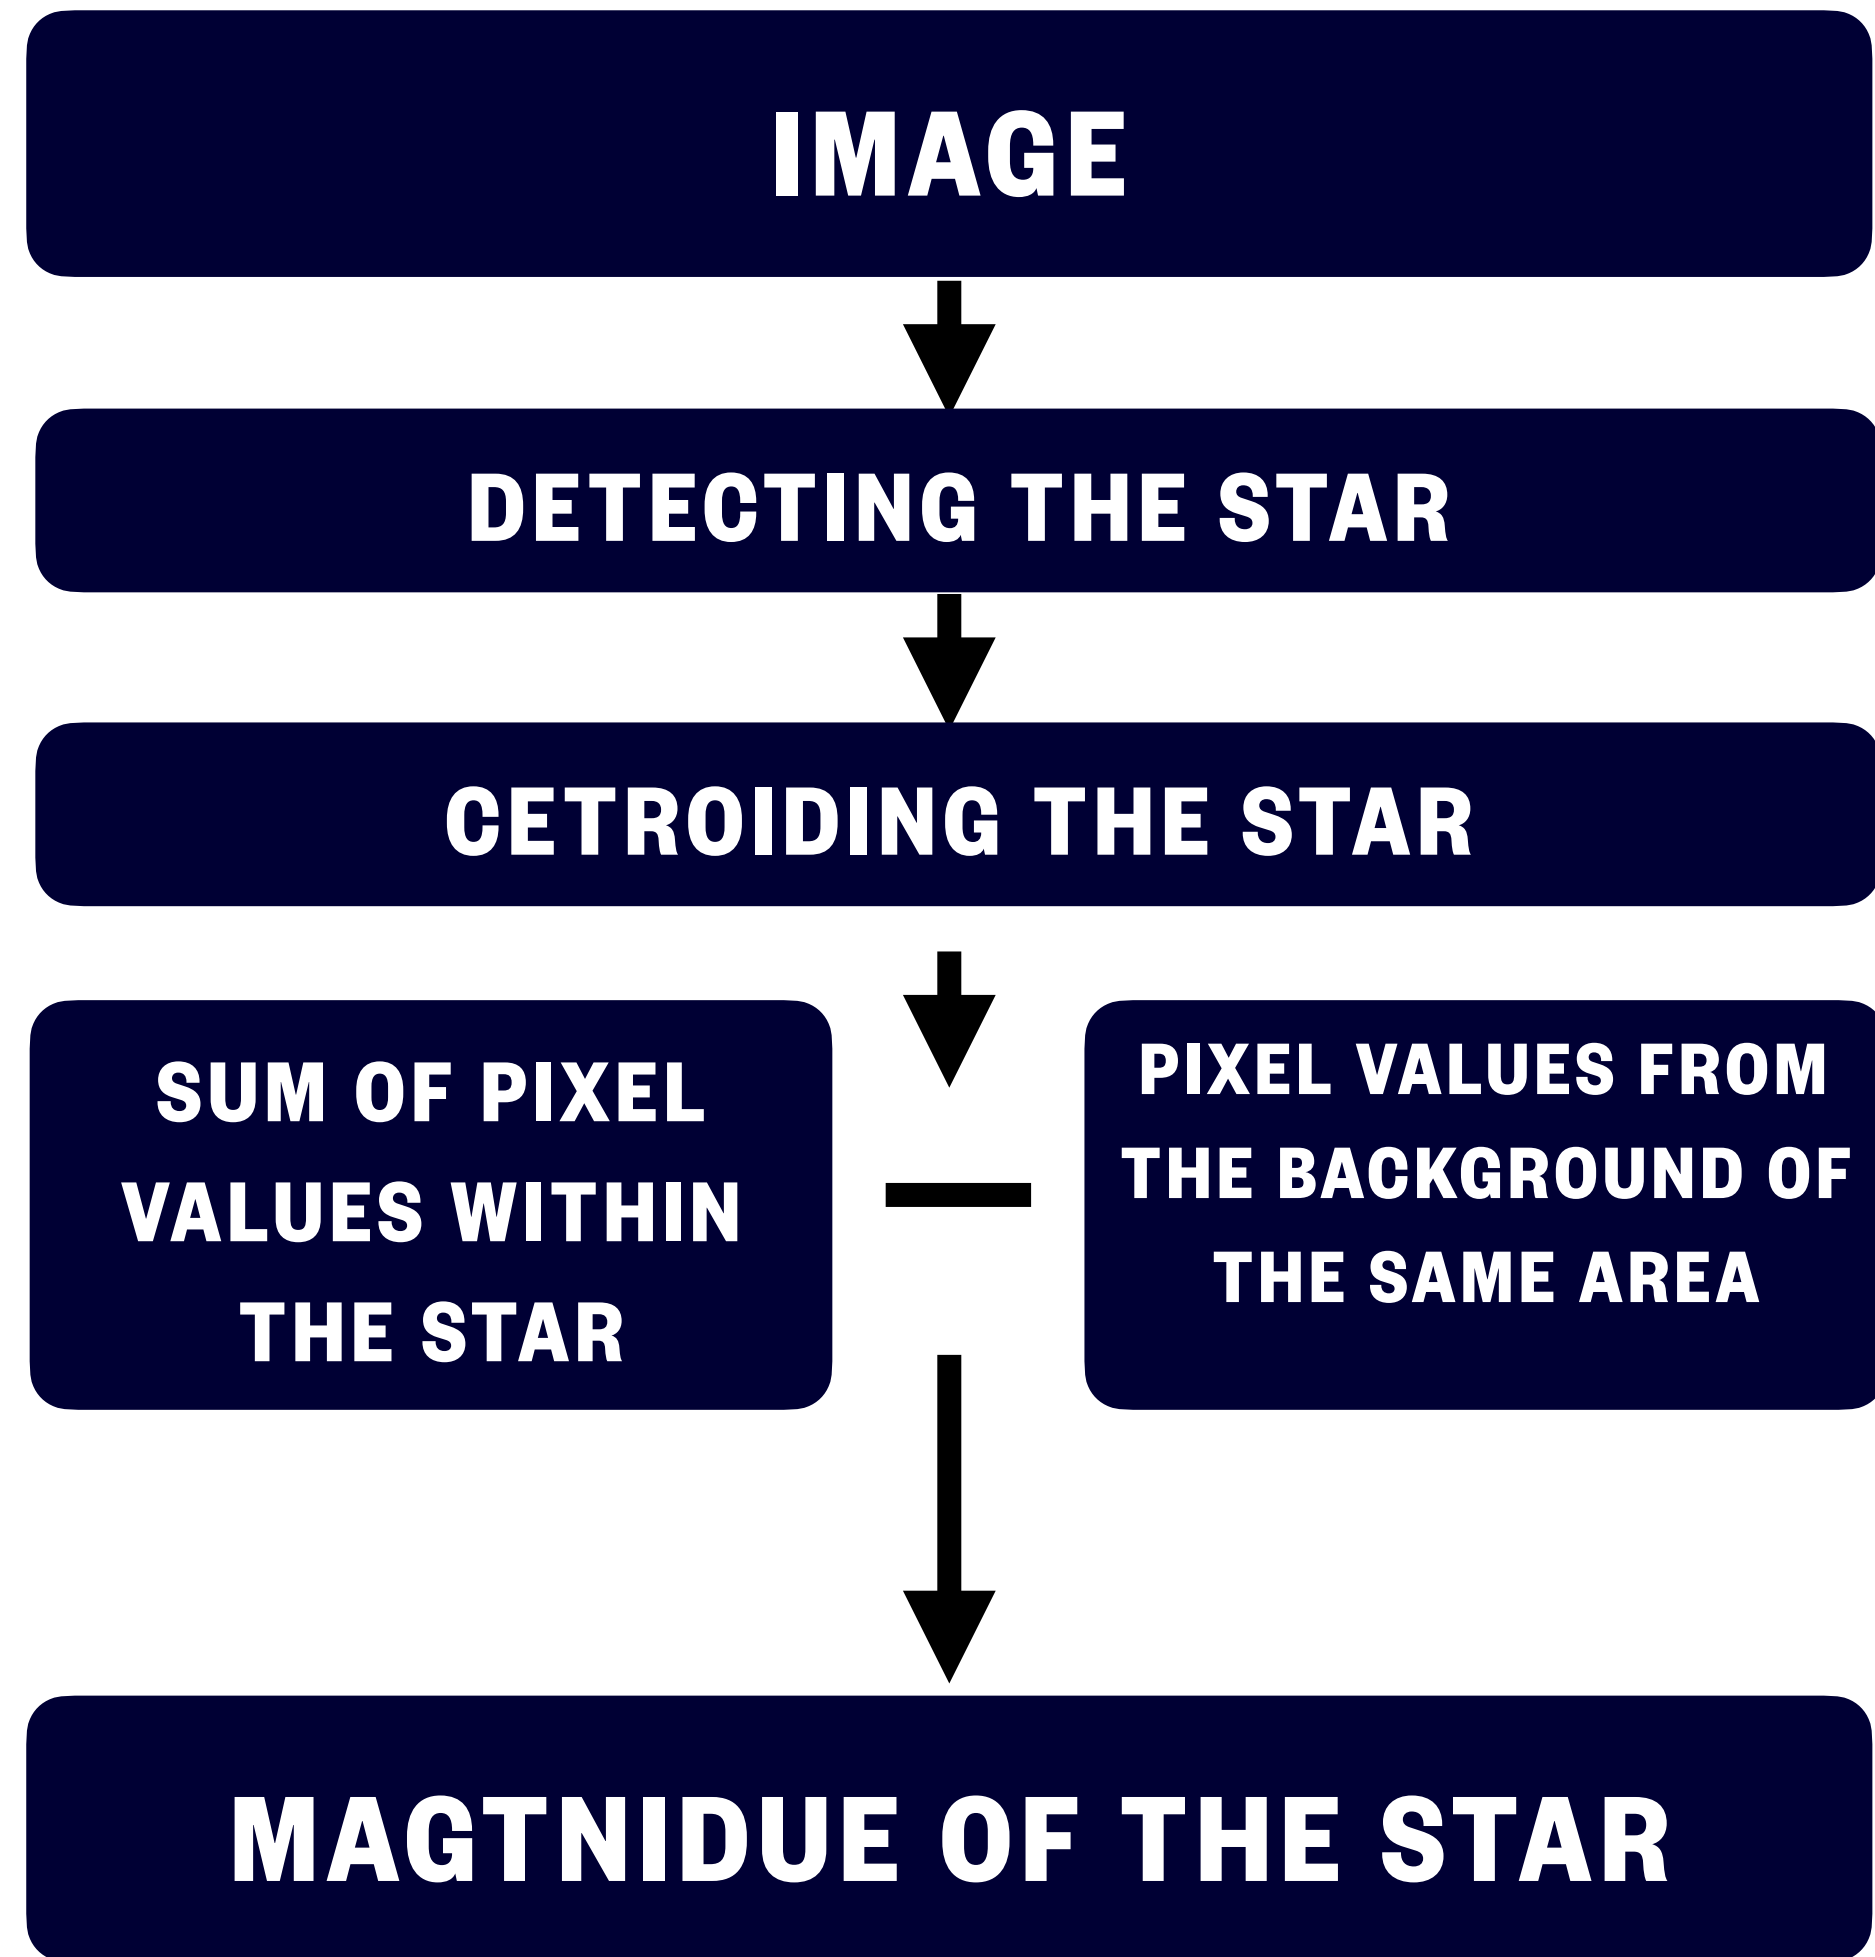 IMAGE
DETECTING THE STAR
CETROIDING THE STAR
SUM OF PIXEL
VALUES WITHIN
THE STAR
PIXEL VALUES FROM
THE BACKGROUND OF
THE SAME AREA
MAGTNIDUE OF THE STAR